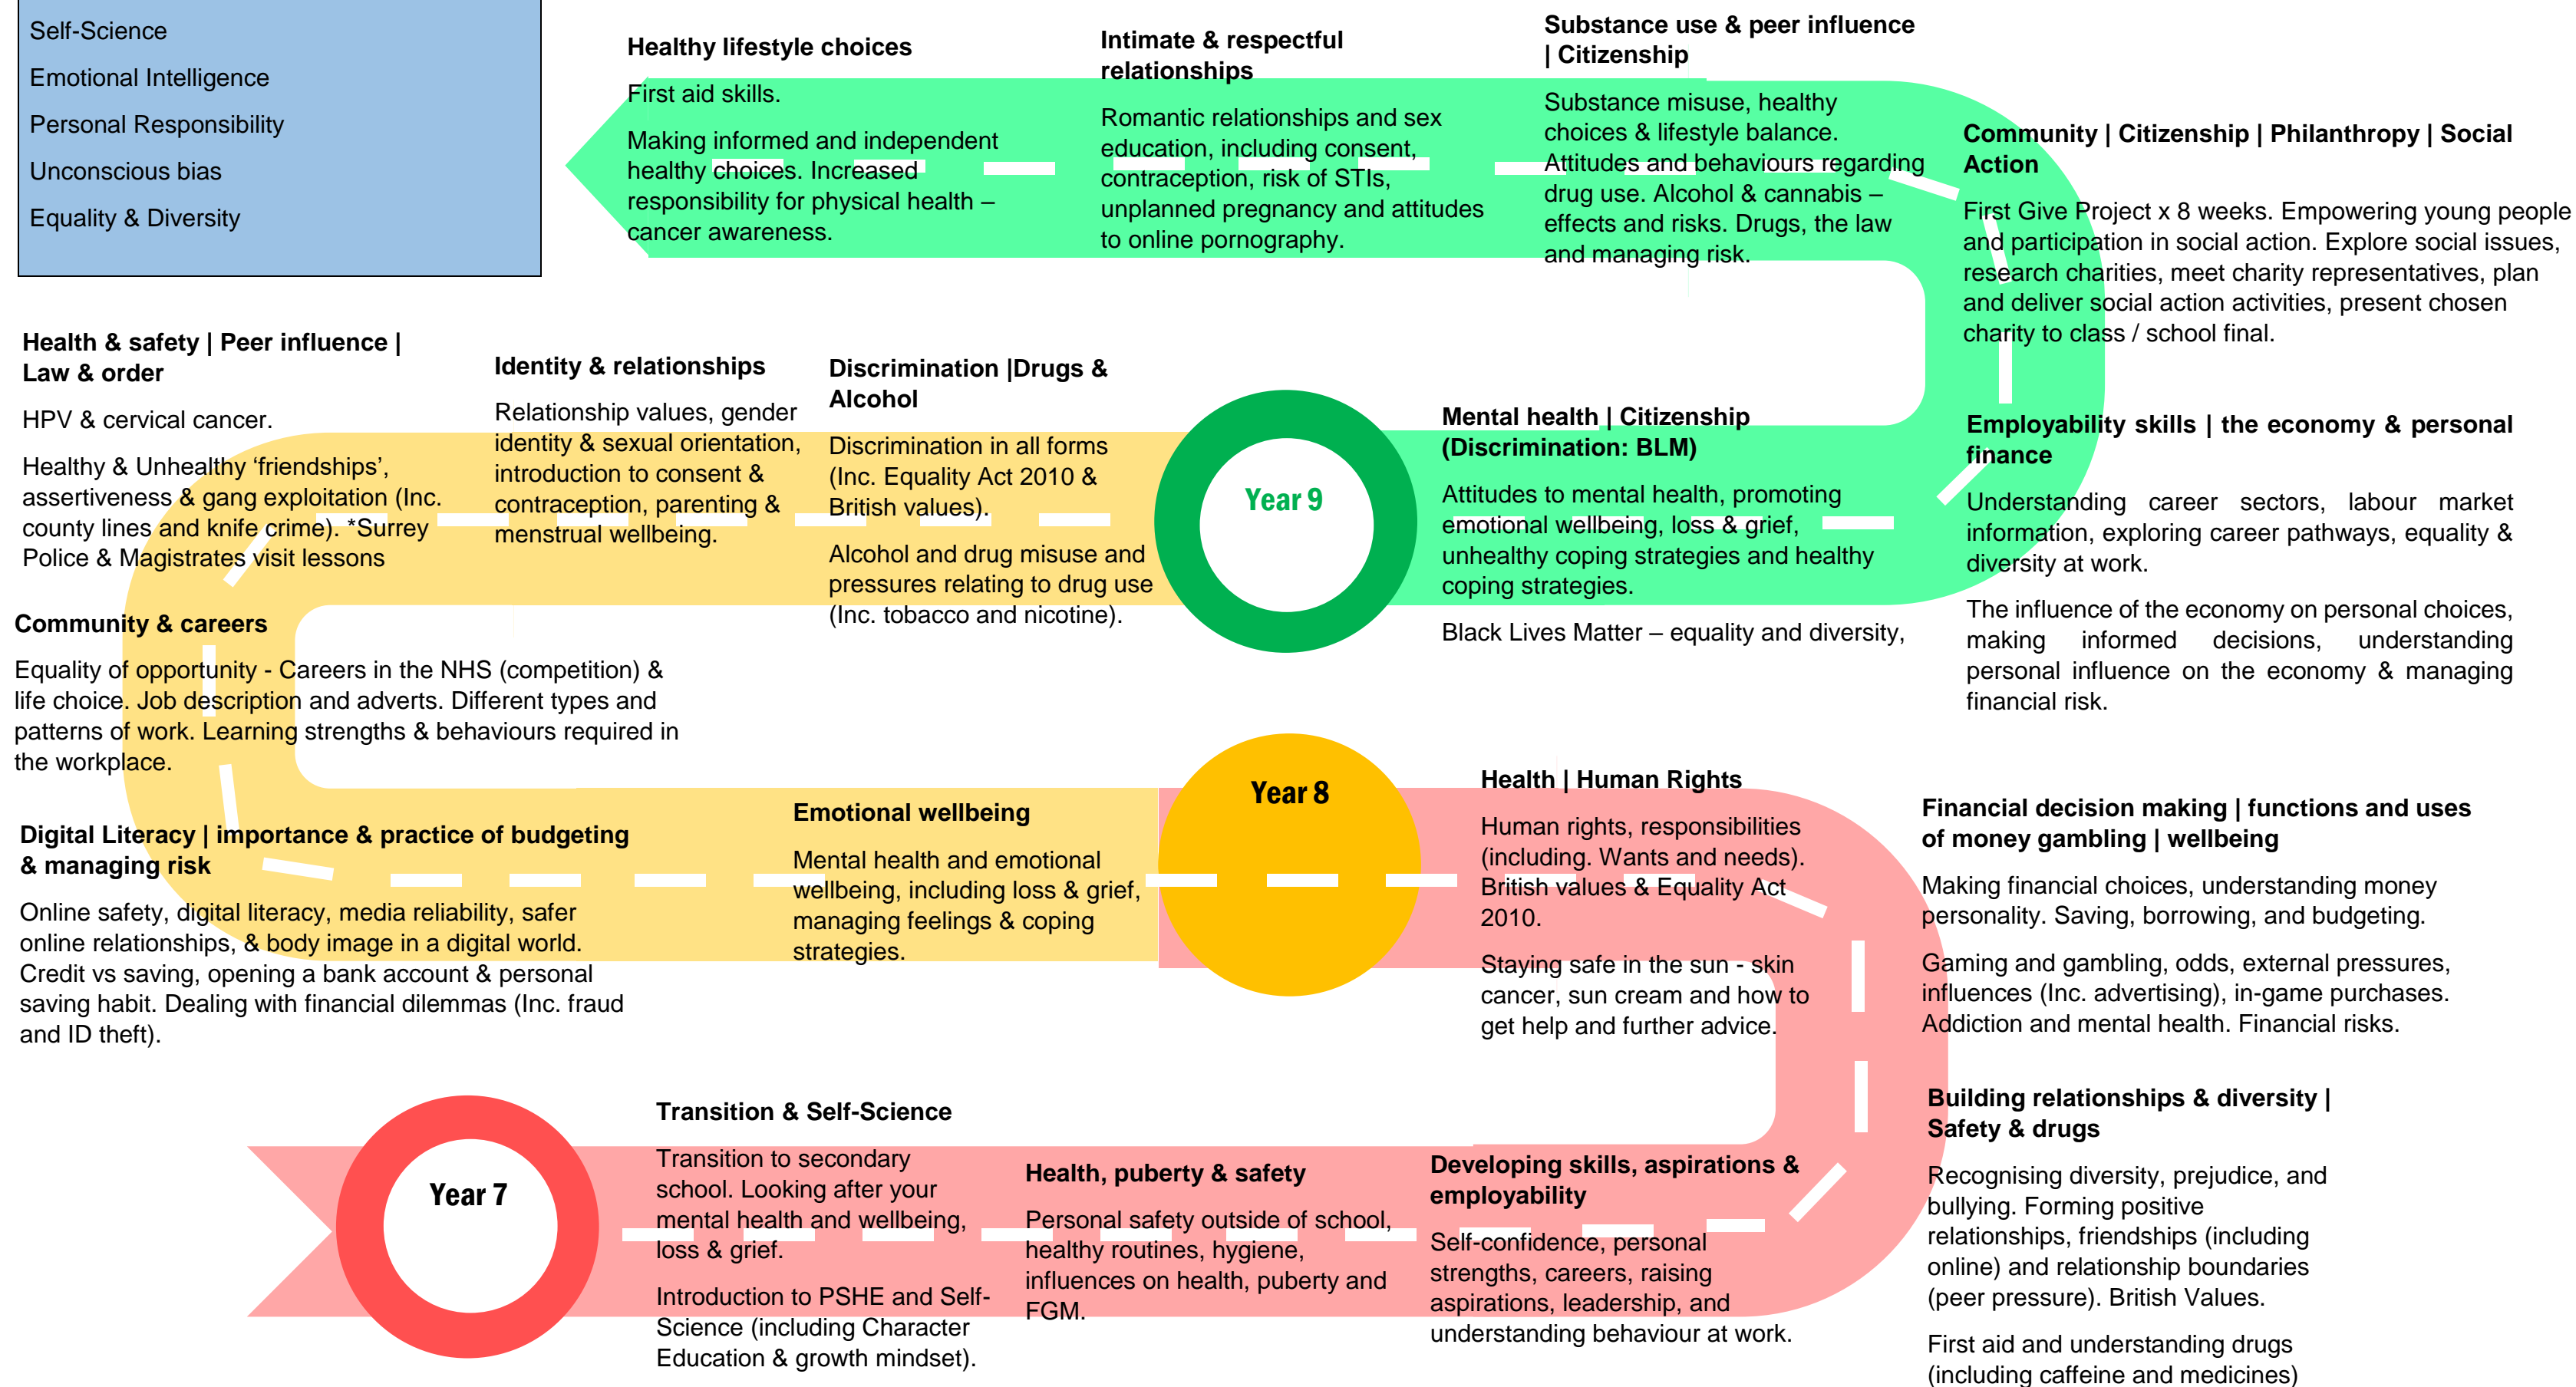 Self-Science
Emotional Intelligence
Personal Responsibility
Unconscious bias
Equality & Diversity
Healthy lifestyle choices
First aid skills.
Making informed and independent
healthy choices. Increased
responsibility for physical health –
cancer awareness.
Intimate & respectful
relationships
Romantic relationships and sex
education, including consent,
contraception, risk of STIs,
unplanned pregnancy and attitudes
to online pornography.
Substance use & peer influence
| Citizenship
Substance misuse, healthy
choices & lifestyle balance.
Attitudes and behaviours regarding
drug use. Alcohol & cannabis –
effects and risks. Drugs, the law
and managing risk.
Community | Citizenship | Philanthropy | Social
Action
First Give Project x 8 weeks. Empowering young people
and participation in social action. Explore social issues,
research charities, meet charity representatives, plan
and deliver social action activities, present chosen
charity to class / school final.
Health & safety | Peer influence |
Law & order
HPV & cervical cancer.
Healthy & Unhealthy ‘friendships’,
assertiveness & gang exploitation (Inc.
county lines and knife crime). *Surrey
Police & Magistrates visit lessons
Identity & relationships
Relationship values, gender
identity & sexual orientation,
introduction to consent &
contraception, parenting &
menstrual wellbeing.
Discrimination |Drugs &
Alcohol
Discrimination in all forms
(Inc. Equality Act 2010 &
British values).
Alcohol and drug misuse and
pressures relating to drug use
(Inc. tobacco and nicotine).
Year 9
Mental health | Citizenship
(Discrimination: BLM)
Attitudes to mental health, promoting
emotional wellbeing, loss & grief,
unhealthy coping strategies and healthy
coping strategies.
Black Lives Matter – equality and diversity,
Employability skills | the economy & personal
finance
Understanding career sectors, labour market
information, exploring career pathways, equality &
diversity at work.
The influence of the economy on personal choices,
making informed decisions, understanding
personal influence on the economy & managing
financial risk.
Community & careers
Equality of opportunity - Careers in the NHS (competition) &
life choice. Job description and adverts. Different types and
patterns of work. Learning strengths & behaviours required in
the workplace.
Digital Literacy | importance & practice of budgeting
& managing risk
Online safety, digital literacy, media reliability, safer
online relationships, & body image in a digital world.
Credit vs saving, opening a bank account & personal
saving habit. Dealing with financial dilemmas (Inc. fraud
and ID theft).
Emotional wellbeing
Mental health and emotional
wellbeing, including loss & grief,
managing feelings & coping
strategies.
Year 8
Health | Human Rights
Human rights, responsibilities
(including. Wants and needs).
British values & Equality Act
2010.
Staying safe in the sun - skin
cancer, sun cream and how to
get help and further advice.
Financial decision making | functions and uses
of money gambling | wellbeing
Making financial choices, understanding money
personality. Saving, borrowing, and budgeting.
Gaming and gambling, odds, external pressures,
influences (Inc. advertising), in-game purchases.
Addiction and mental health. Financial risks.
Year 7
Transition & Self-Science
Transition to secondary
school. Looking after your
mental health and wellbeing,
loss & grief.
Introduction to PSHE and Self-
Science (including Character
Education & growth mindset).
Health, puberty & safety
Personal safety outside of school,
healthy routines, hygiene,
influences on health, puberty and
FGM.
Developing skills, aspirations &
employability
Self-confidence, personal
strengths, careers, raising
aspirations, leadership, and
understanding behaviour at work.
Building relationships & diversity |
Safety & drugs
Recognising diversity, prejudice, and
bullying. Forming positive
relationships, friendships (including
online) and relationship boundaries
(peer pressure). British Values.
First aid and understanding drugs
(including caffeine and medicines)